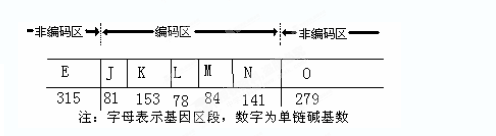 非编码区 编码区 非编码区
E J K L M N O
315 81 153 78 84 141 279
注：字母表示基因区段，数字为单链碱基数